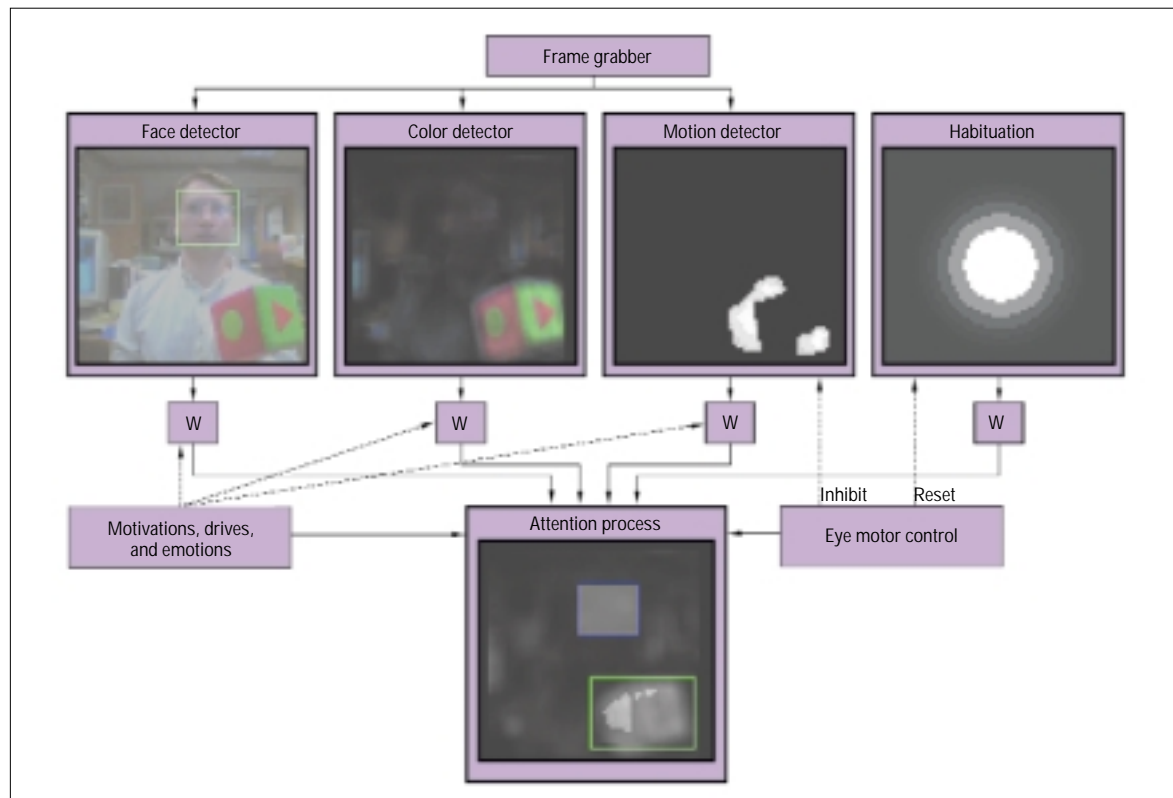 Frame grabber
Face detector
Color detector
Motion detector
Habituation
W
W
W
W
Inhibit
Reset
Motivations, drives,
and emotions
Attention process
Eye motor control